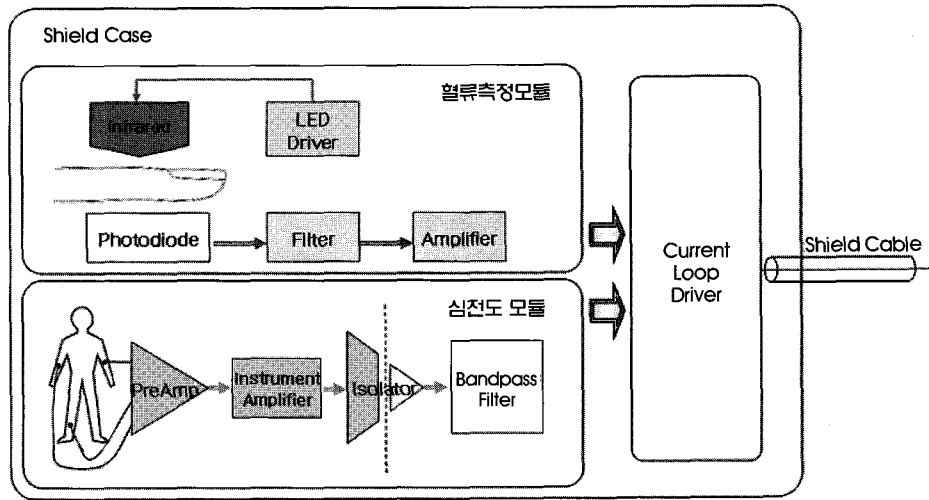 Shield Case
혈류측정모듈
Infrared
LED
Driver
Photodiode
Filter
Amplifier
심전도 모듈
PreAmp
Instrument
Amplifier
Isolator
Bandpass
Filter
Current
Loop
Driver
Shield Cable